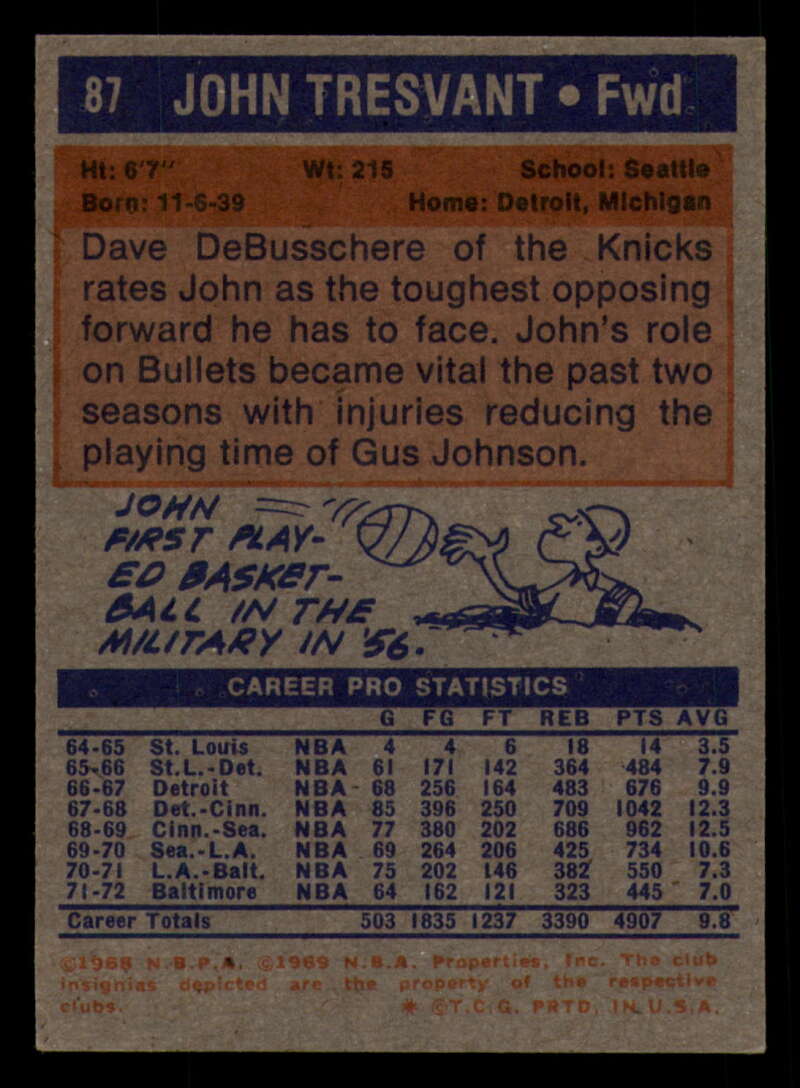 87 JOHN TRESVANT • Fwd.
Ht: 6'7" Wt: 215 School: Seattle
Born: 11-6-39 Home: Detroit, Michigan
Dave DeBusschere of the Knicks
rates John as the toughest opposing
forward he has to face. John's role
on Bullets became vital the past two
seasons with injuries reducing the
playing time of Gus Johnson.
JOHN
FIRST PLAY-
ED BASKET-
BALL IN THE
MILITARY IN '56.
CAREER PRO STATISTICS
G FG FT REB PTS AVG
64-65 St. Louis NBA 4 4 6 18 14 3.5
65-66 St.L.-Det. NBA 61 171 142 364 484 7.9
66-67 Detroit NBA 68 256 164 483 676 9.9
67-68 Det.-Cinn. NBA 85 396 250 709 1042 12.3
68-69 Cinn.-Sea. NBA 77 380 202 686 962 12.5
69-70 Sea.-L.A. NBA 69 264 206 425 734 10.6
70-71 L.A.-Balt. NBA 75 202 146 382 550 7.3
71-72 Baltimore NBA 64 162 121 323 445 7.0
Career Totals 503 1835 1237 3390 4907 9.8
©1968 N.B.P.A. ©1969 N.B.A. Properties, Inc. The club
insignias depicted are the property of the respective
clubs. * ©T.C.G. PRTD. IN U.S.A.